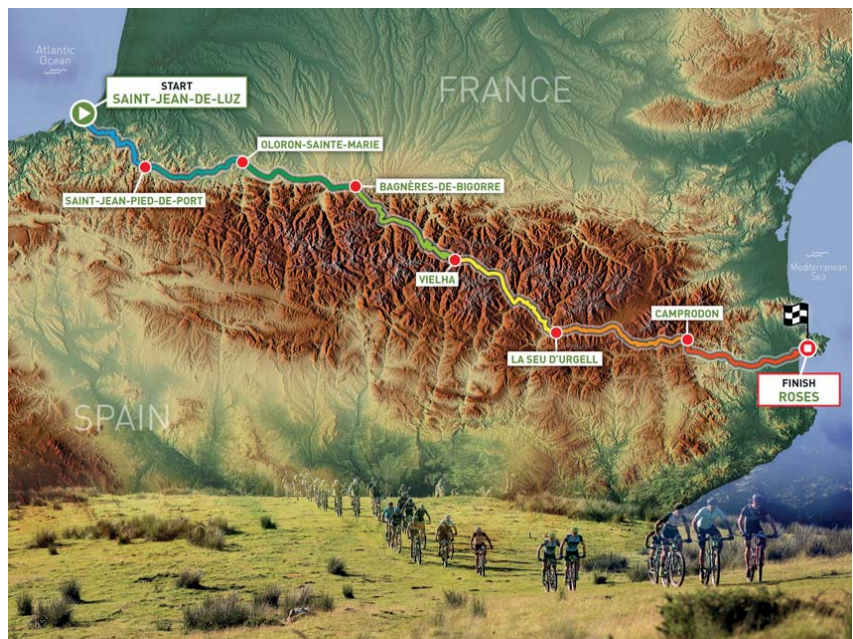 Atlantic
Ocean
START
SAINT-JEAN-DE-LUZ
FRANCE
OLORON-SAINTE-MARIE
SAINT-JEAN-PIED-DE-PORT
BAGNÈRES-DE-BIGORRE
VIELHA
Mediterranean
Sea
CAMPRODON
LA SEU D'URGELL
FINISH
ROSES
SPAIN